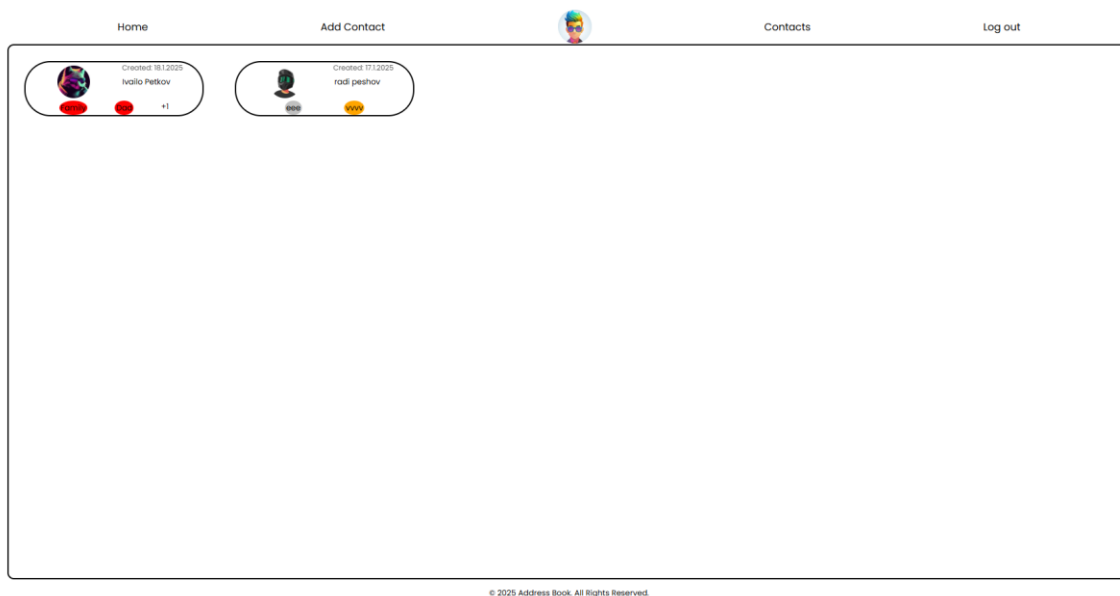 Home Add Contact Contacts Log out
Created: 18.1.2025
Ivailo Petkov
Family Dad +1
Created: 17.1.2025
radi peshov
eee vvvv
© 2025 Address Book. All Rights Reserved.